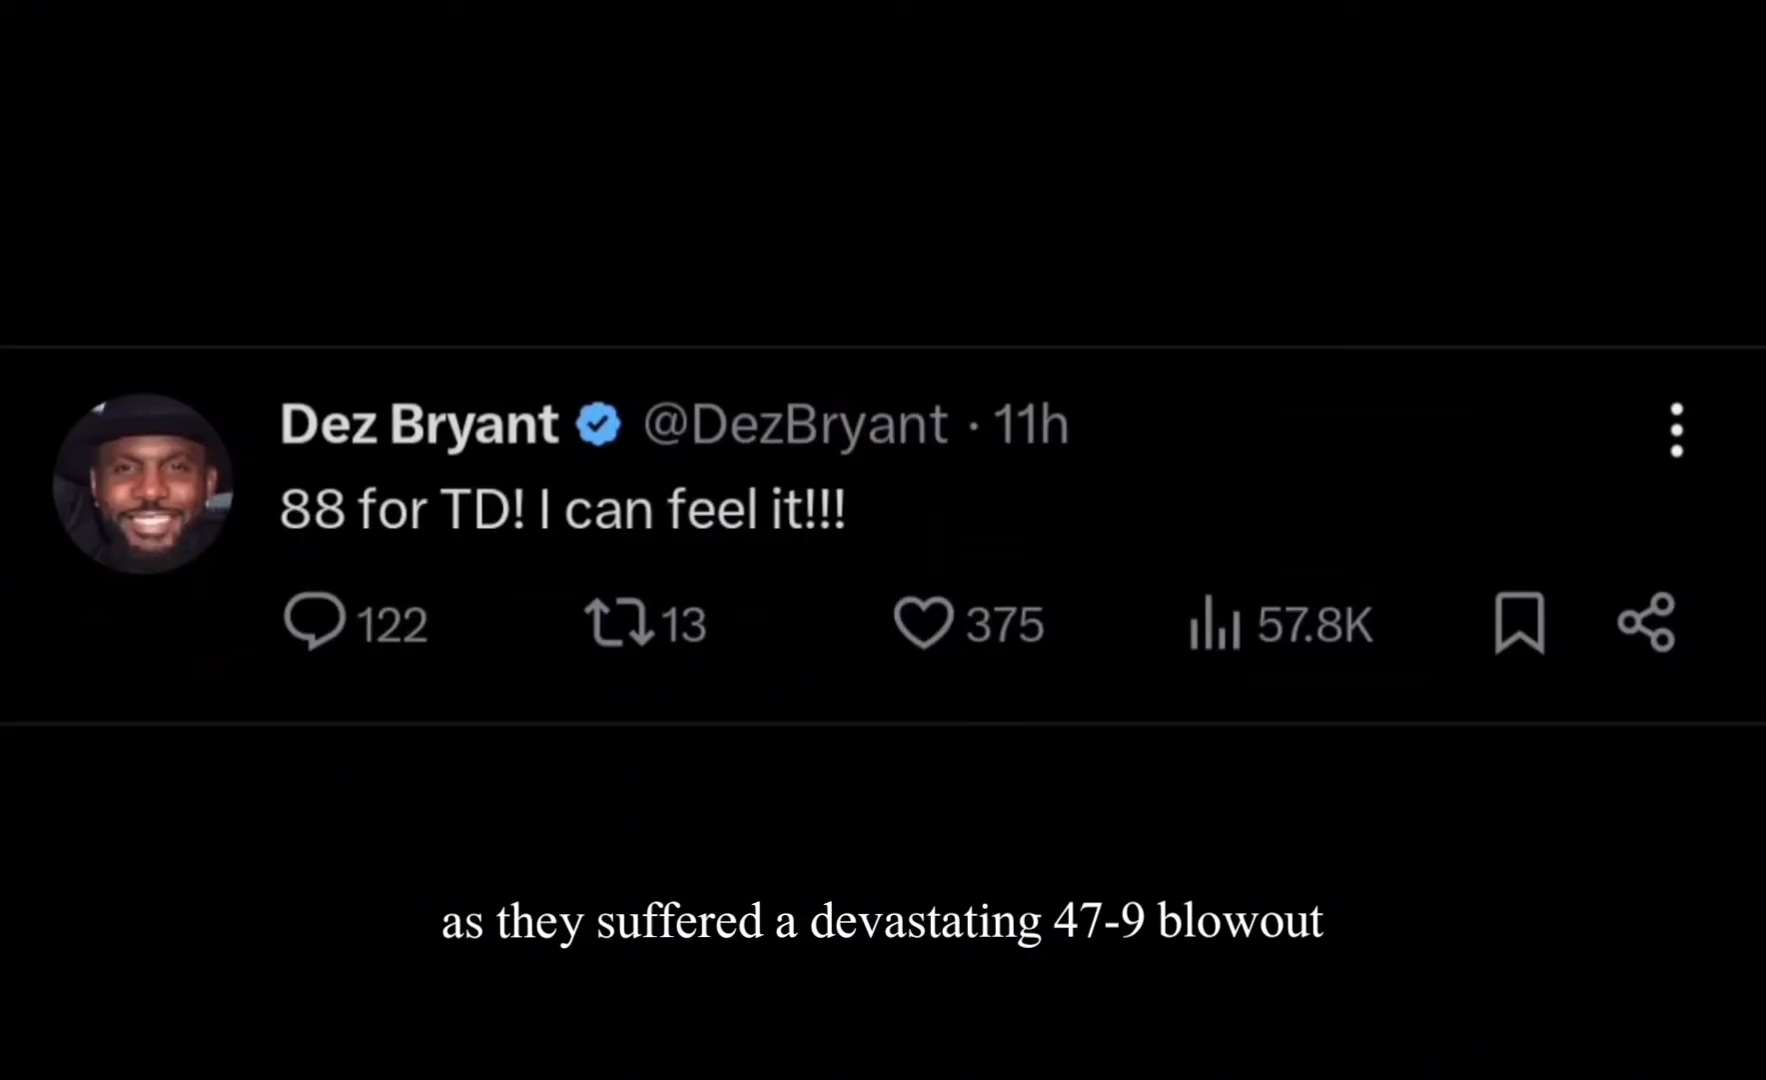 Dez Bryant @DezBryant · 11h
88 for TD! I can feel it!!!
122 13 375 57.8K
as they suffered a devastating 47-9 blowout